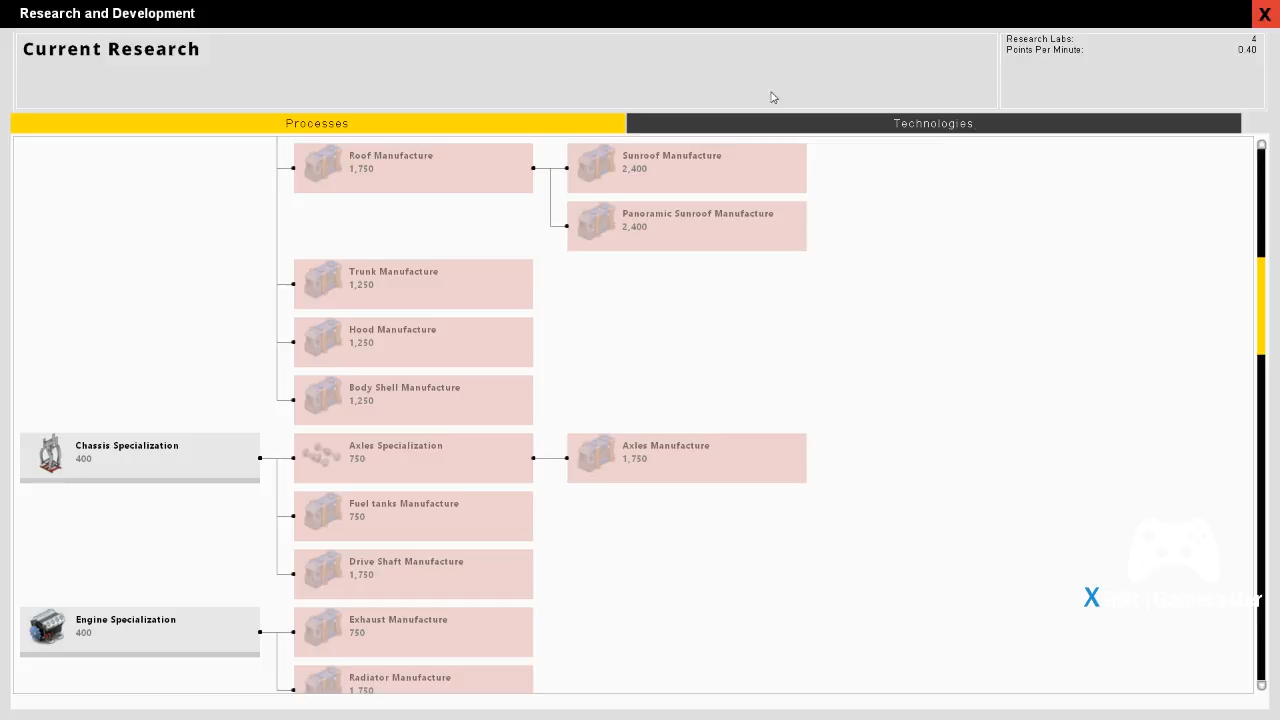 Research and Development
X
Current Research
Research Labs: 4
Points Per Minute: 0.40
Processes
Technologies
Roof Manufacture
1,750
Sunroof Manufacture
2,400
Panoramic Sunroof Manufacture
2,400
Trunk Manufacture
1,250
Hood Manufacture
1,250
Body Shell Manufacture
1,250
Chassis Specialization
400
Axles Specialization
750
Axles Manufacture
1,750
Fuel tanks Manufacture
750
Drive Shaft Manufacture
1,750
Engine Specialization
400
Exhaust Manufacture
750
Radiator Manufacture
1,750